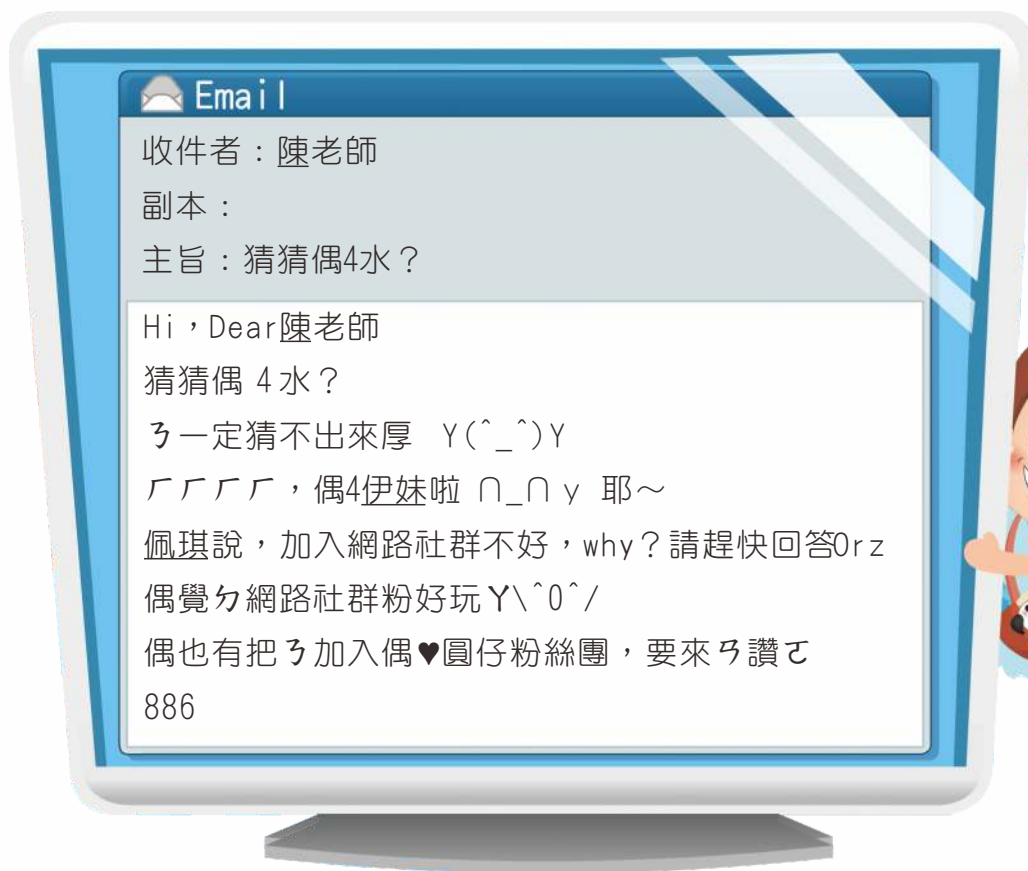 Email
收件者：陳老師
副本：
主旨：猜猜偶4水？
Hi，Dear陳老師
猜猜偶 4水？
ㄋ一定猜不出來厚 Y(^_^)Y
ㄏㄏㄏㄏ，偶4伊妹啦 ∩_∩ y 耶～
佩琪說，加入網路社群不好，why？請趕快回答Orz
偶覺ㄉ網路社群粉好玩ㄚ\^0^/
偶也有把ㄋ加入偶♥圓仔粉絲團，要來ㄢ讚ㄛ
886